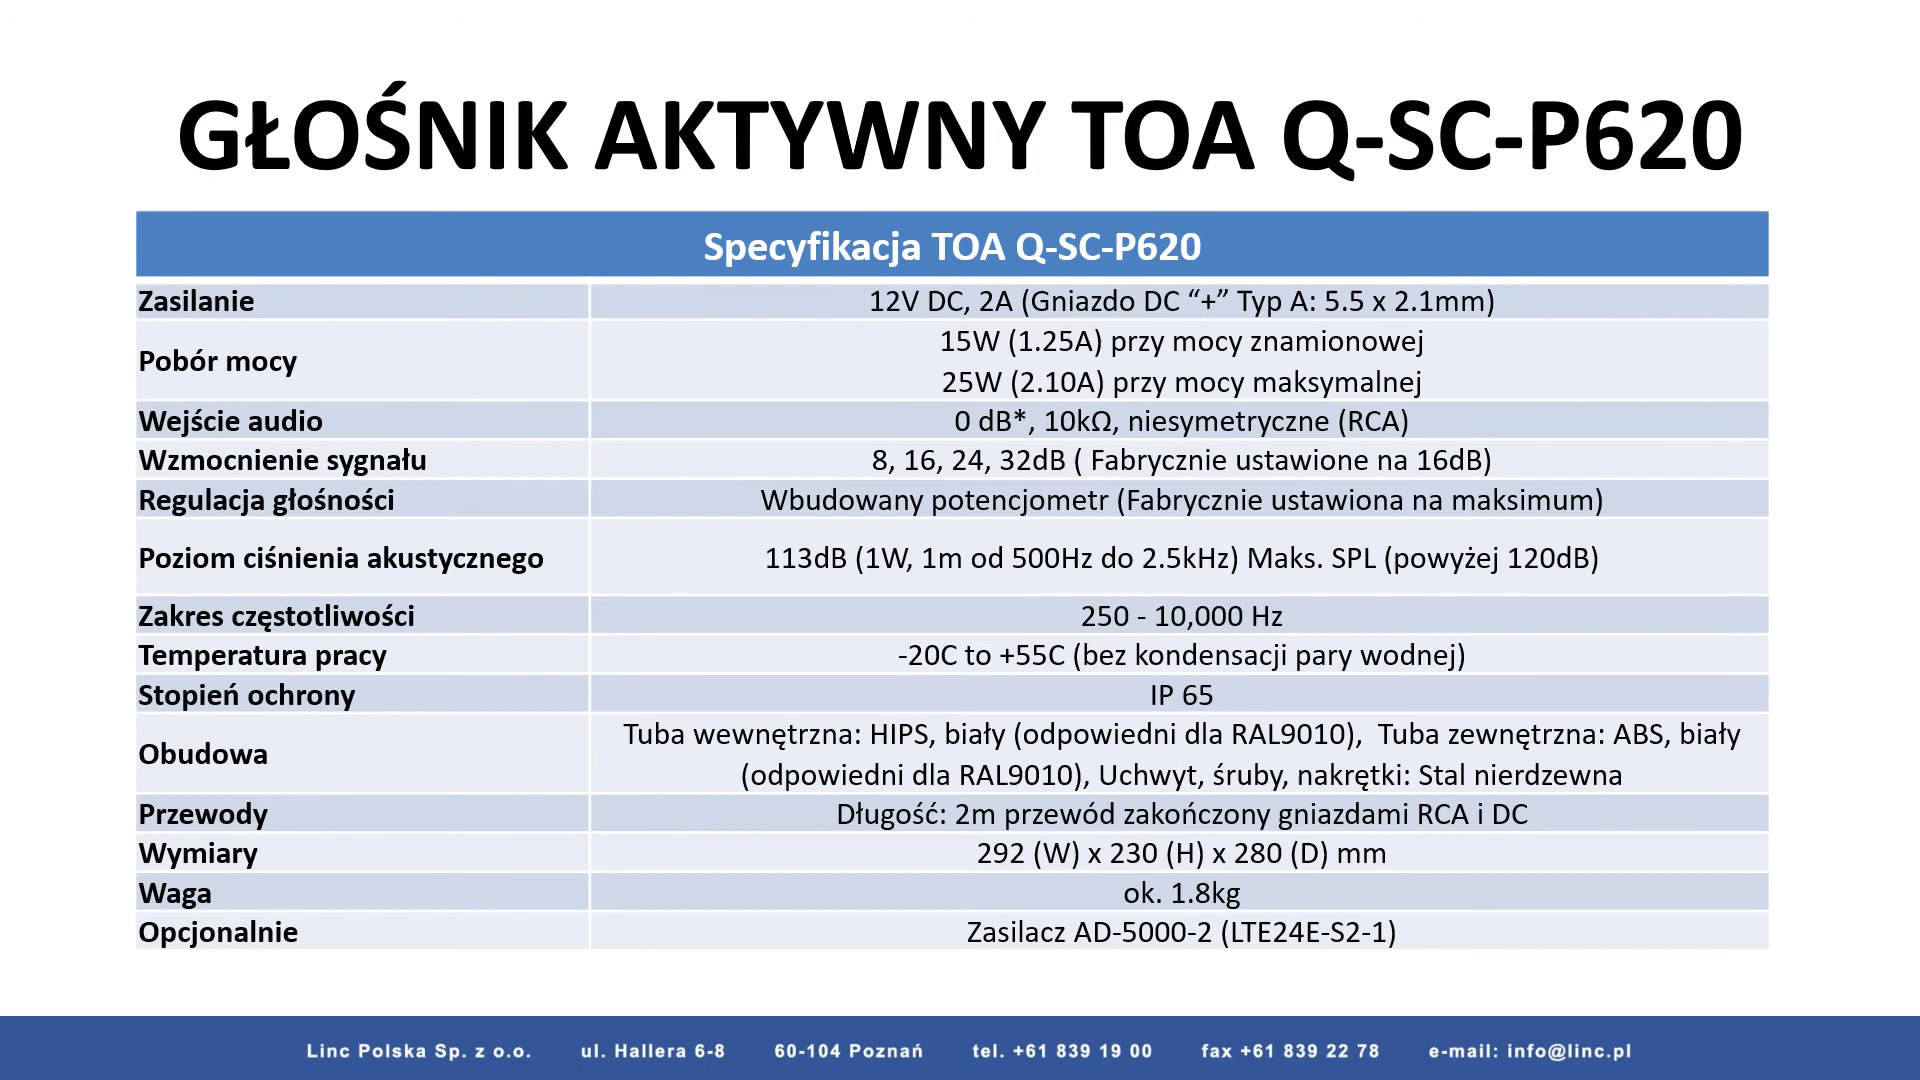 GŁOŚNIK AKTYWNY TOA Q-SC-P620
Specyfikacja TOA Q-SC-P620
Zasilanie 12V DC, 2A (Gniazdo DC “+” Typ A: 5.5 x 2.1mm)
Pobór mocy 15W (1.25A) przy mocy znamionowej
25W (2.10A) przy mocy maksymalnej
Wejście audio 0 dB*, 10kΩ, niesymetryczne (RCA)
Wzmocnienie sygnału 8, 16, 24, 32dB ( Fabrycznie ustawione na 16dB)
Regulacja głośności Wbudowany potencjometr (Fabrycznie ustawiona na maksimum)
Poziom ciśnienia akustycznego 113dB (1W, 1m od 500Hz do 2.5kHz) Maks. SPL (powyżej 120dB)
Zakres częstotliwości 250 - 10,000 Hz
Temperatura pracy -20C to +55C (bez kondensacji pary wodnej)
Stopień ochrony IP 65
Obudowa Tuba wewnętrzna: HIPS, biały (odpowiedni dla RAL9010), Tuba zewnętrzna: ABS, biały
(odpowiedni dla RAL9010), Uchwyt, śruby, nakrętki: Stal nierdzewna
Przewody Długość: 2m przewód zakończony gniazdami RCA i DC
Wymiary 292 (W) x 230 (H) x 280 (D) mm
Waga ok. 1.8kg
Opcjonalnie Zasilacz AD-5000-2 (LTE24E-S2-1)
Linc Polska Sp. z o.o. ul. Hallera 6-8 60-104 Poznań tel. +61 839 19 00 fax +61 839 22 78 e-mail: info@linc.pl